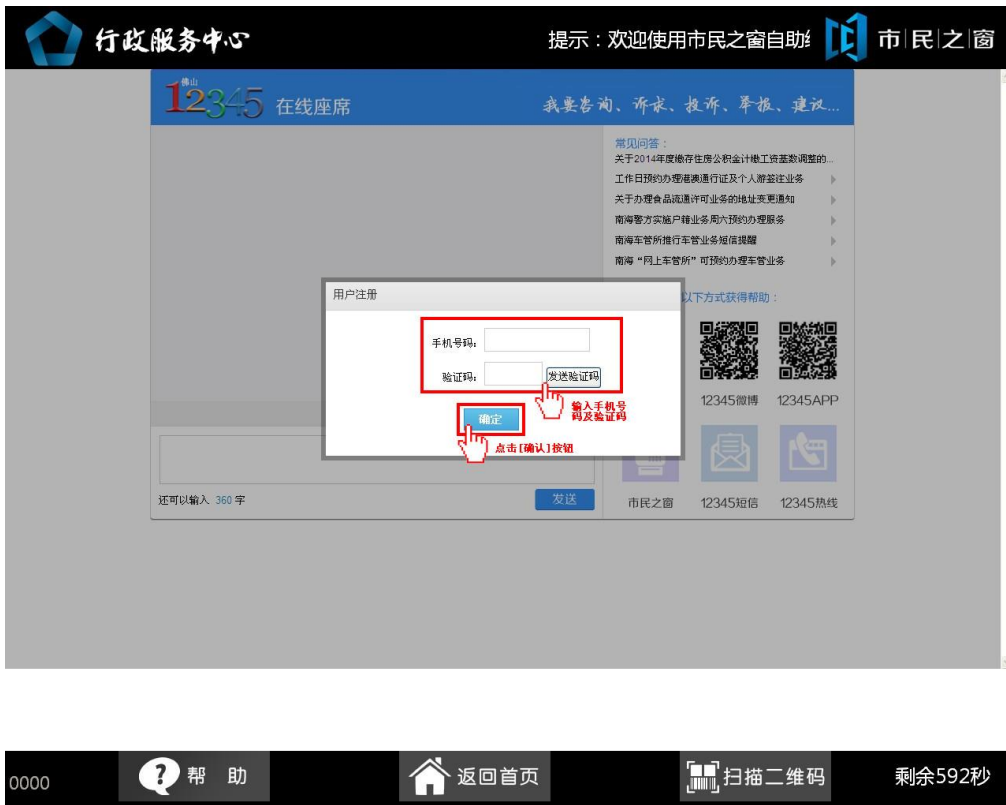 行政服务中心
提示：欢迎使用市民之窗自助
市民之窗
佛山
12345 在线座席
我要咨询、诉求、投诉、举报、建议...
常见问答：
关于2014年度缴存住房公积金计缴工资基数调整的...
工作日预约办理港澳通行证及个人游签注业务
关于办理食品流通许可业务的地址变更通知
南海警方实施户籍业务周六预约办理服务
南海车管所推行车管业务短信提醒
南海“网上车管所”可预约办理车管业务
用户注册
以下方式获得帮助：
手机号码:
验证码:
发送验证码
输入手机号
码及验证码
确定
点击[确认]按钮
12345微博
12345APP
还可以输入 360 字
发送
市民之窗
12345短信
12345热线
0000
帮 助
返回首页
扫描二维码
剩余592秒